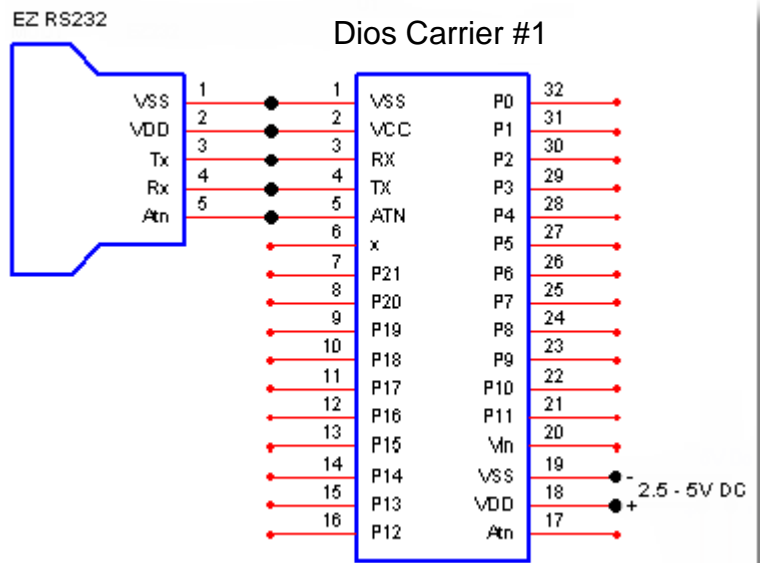 EZ RS232
Dios Carrier #1
VSS 1 1 VSS P0 32
VDD 2 2 VCC P1 31
Tx 3 3 RX P2 30
Rx 4 4 TX P3 29
Atn 5 5 ATN P4 28
6 x P5 27
7 P21 P6 26
8 P20 P7 25
9 P19 P8 24
10 P18 P9 23
11 P17 P10 22
12 P16 P11 21
13 P15 Vin 20
14 P14 VSS 19 -
2.5 - 5V DC
15 P13 VDD 18 +
16 P12 Atn 17